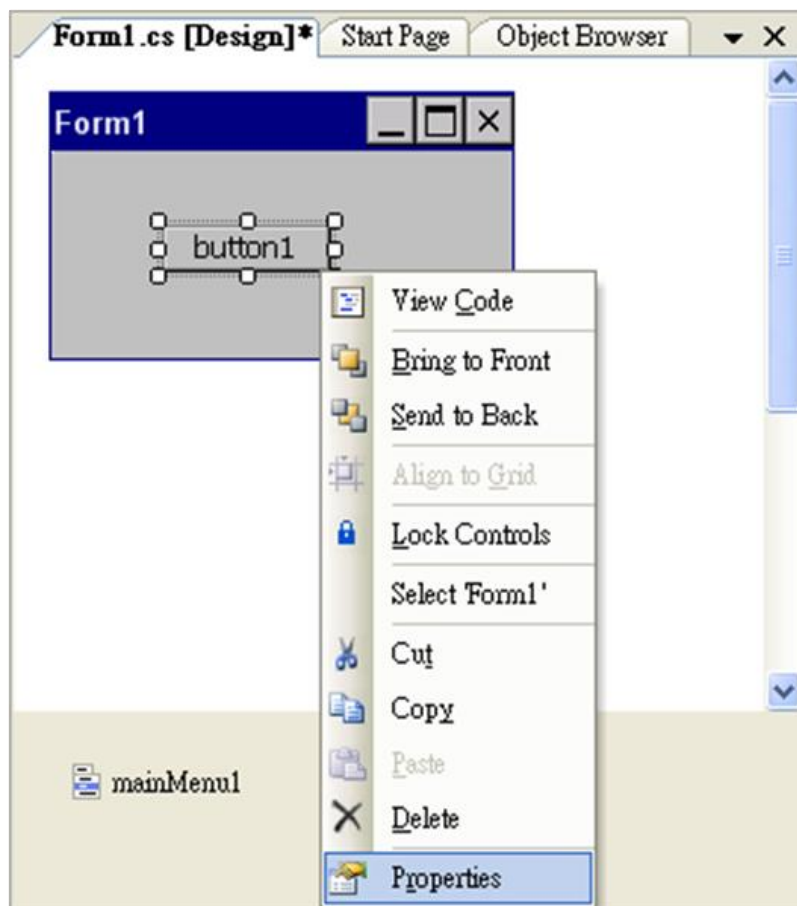 Form1.cs [Design]* Start Page Object Browser
Form1
button1
View Code
Bring to Front
Send to Back
Align to Grid
Lock Controls
Select 'Form1'
Cut
Copy
Paste
Delete
Properties
mainMenu1